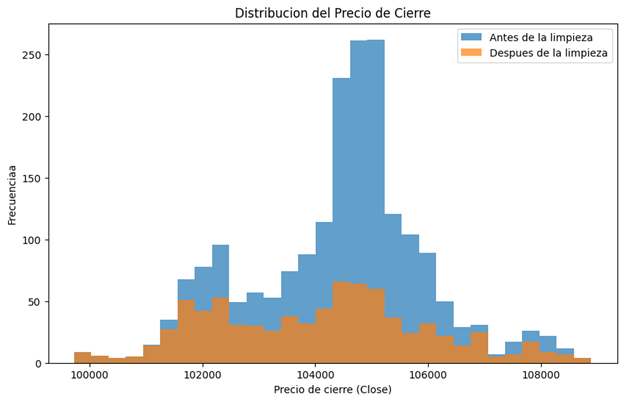 Distribucion del Precio de Cierre
Antes de la limpieza
Despues de la limpieza
Frecuenciaa
250
200
150
100
50
0
100000 102000 104000 106000 108000
Precio de cierre (Close)